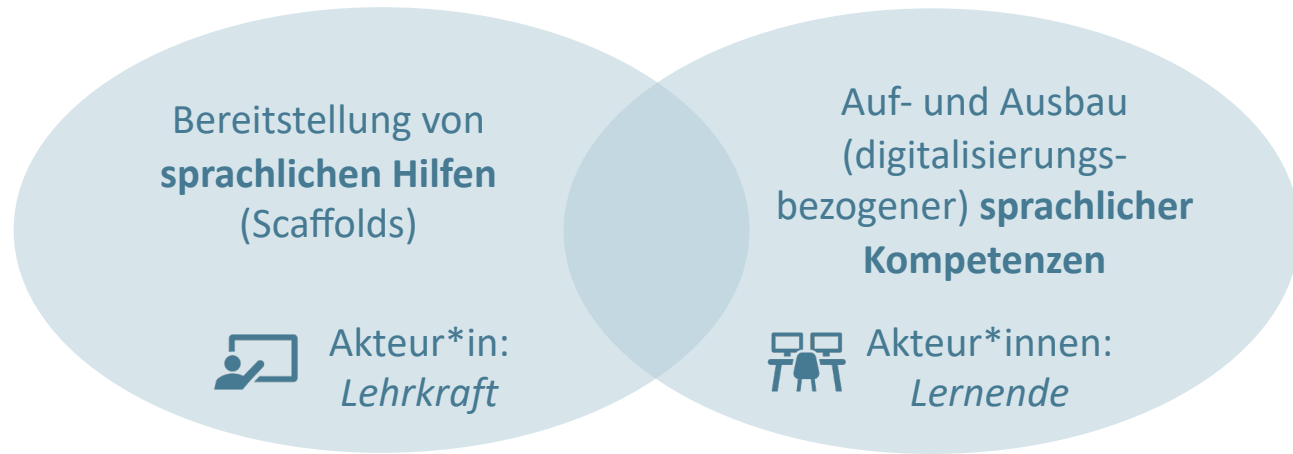 Bereitstellung von
sprachlichen Hilfen
(Scaffolds)
Akteur*in:
Lehrkraft
Auf- und Ausbau
(digitalisierungs-
bezogener) sprachlicher
Kompetenzen
Akteur*innen:
Lernende